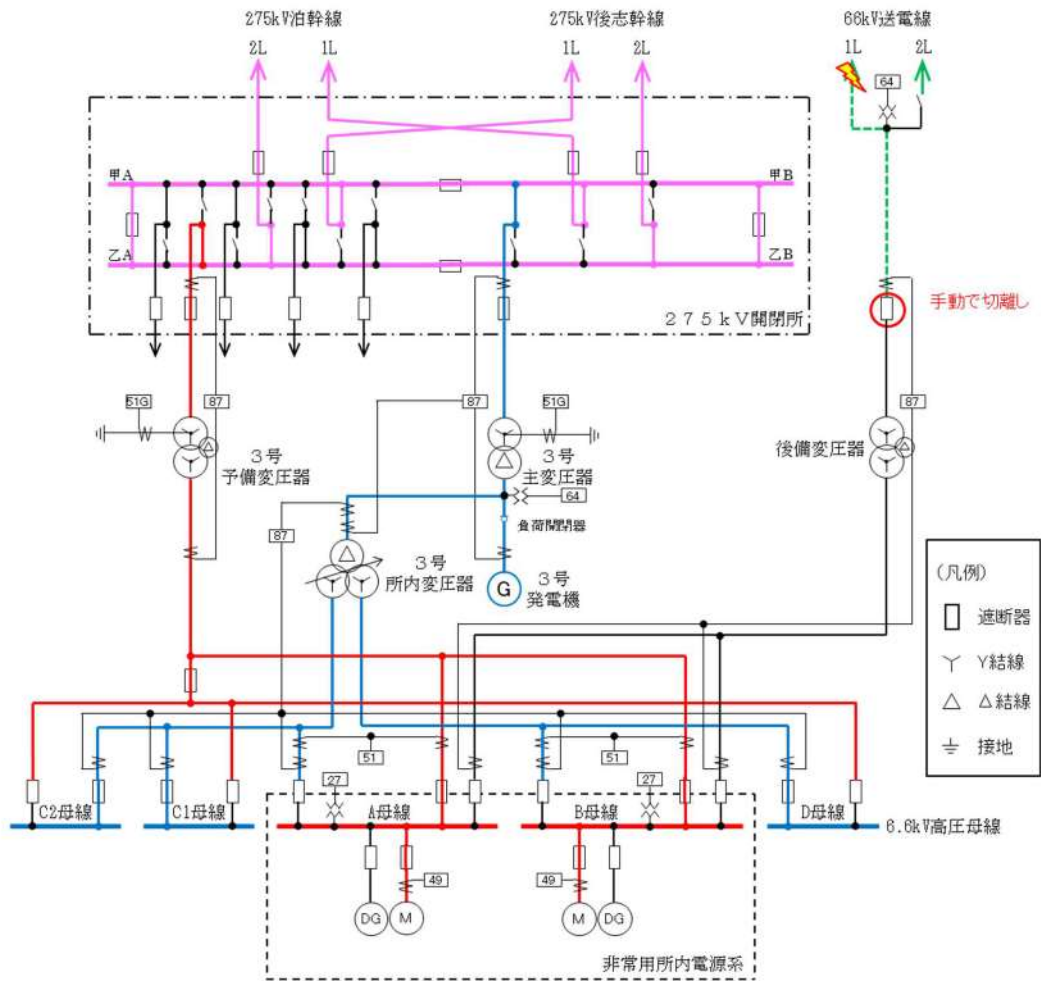 275kV泊幹線 275kV後志幹線 66kV送電線
2L 1L 1L 2L 1L 2L
64
甲A 甲B
乙A 乙B
275kV開閉所
手動で切離し
51G 87 87 51G 87
3号
予備変圧器
3号
主変圧器
後備変圧器
64
負荷開閉器
87
3号
所内変圧器
G
3号
発電機
(凡例)
遮断器
Y結線
△結線
接地
51 51
27 27
C2母線 C1母線 A母線 B母線 D母線
6.6kV高圧母線
49 49
DG M M DG
非常用所内電源系